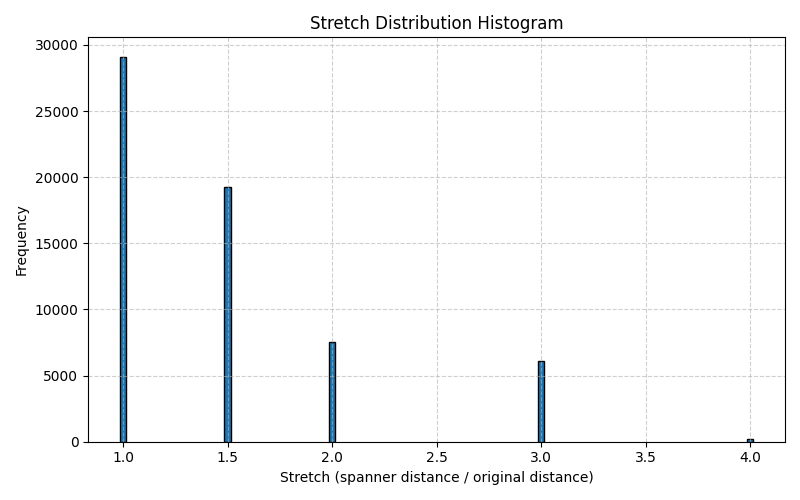 Stretch Distribution Histogram
Frequency
30000
25000
20000
15000
10000
5000
0
1.0 1.5 2.0 2.5 3.0 3.5 4.0
Stretch (spanner distance / original distance)